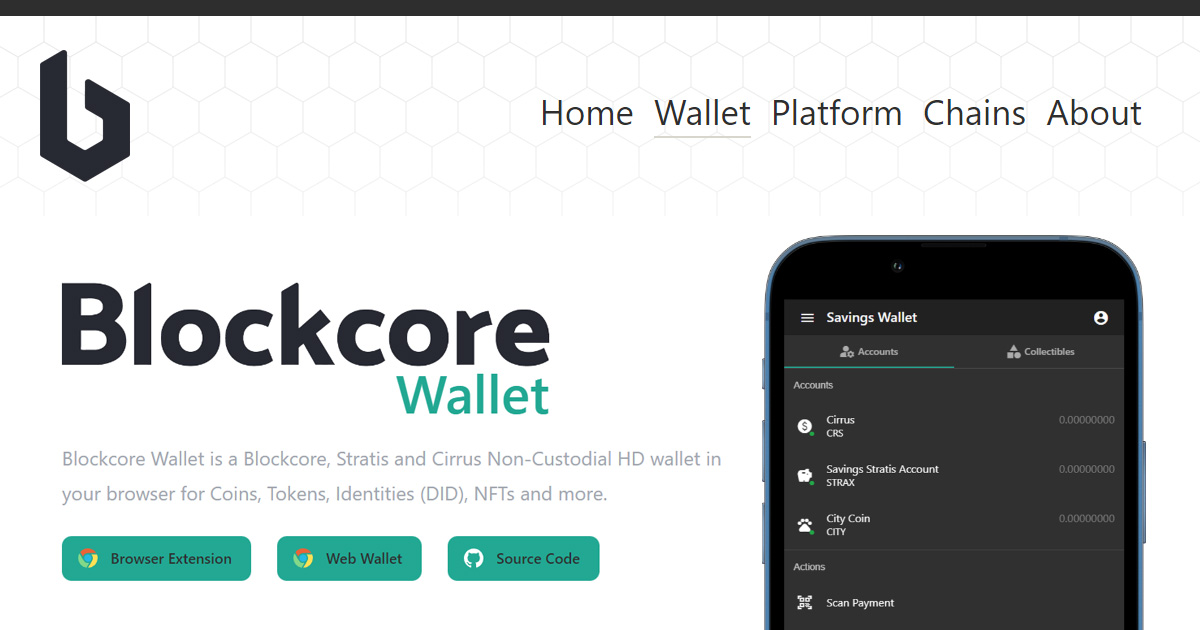 Home Wallet Platform Chains About
Blockcore
Wallet
Blockcore Wallet is a Blockcore, Stratis and Cirrus Non-Custodial HD wallet in
your browser for Coins, Tokens, Identities (DID), NFTs and more.
Browser Extension
Web Wallet
Source Code
Savings Wallet
Accounts
Collectibles
Accounts
Cirrus 0.00000000
CRS
Savings Stratis Account 0.00000000
STRAX
City Coin 0.00000000
CITY
Actions
Scan Payment